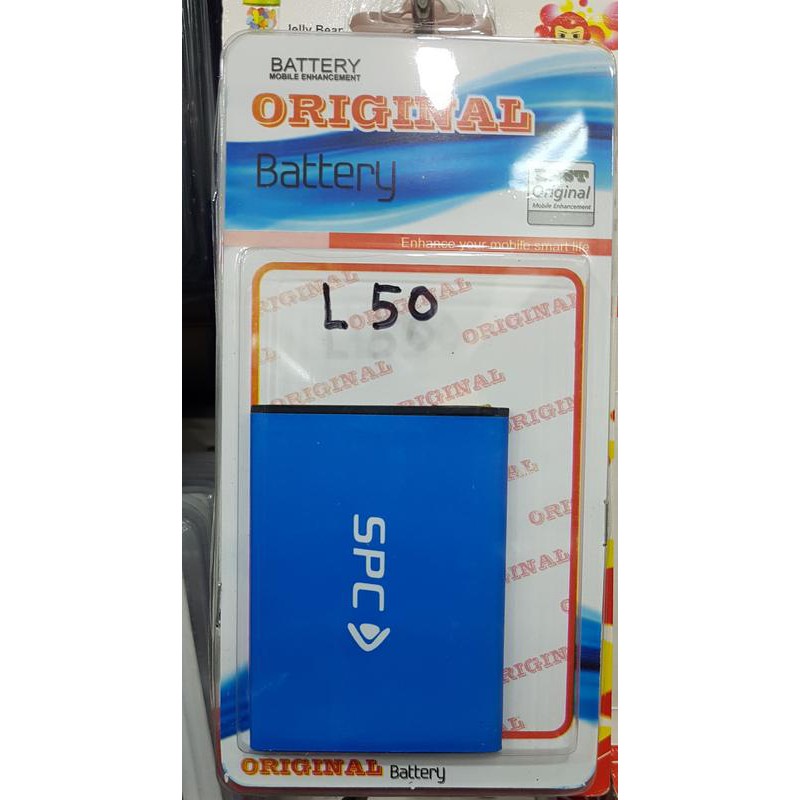 Jelly Bear
BATTERY
MOBILE ENHANCEMENT
ORIGINAL
Battery
Original
Mobile Enhancement
Enhance your mobile smart life
L 50
ORIGINAL
ORIGINAL
ORIGINAL
ORIGINAL
SPC
ORIGINAL
ORIGINAL Battery